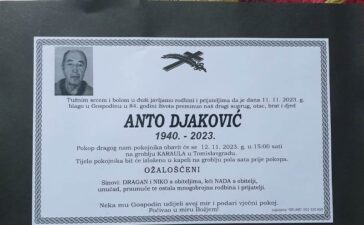 Tužnim srcem i bolom u duši javljamo rodbini i prijateljima da je dana 11. 11. 2023. g.
blago u Gospodinu u 84. godini života preminuo naš dragi suprug, otac, brat i djed
ANTO DJAKOVIĆ
1940. - 2023.
Pokop dragog nam pokojnika obavit će se 12. 11. 2023. g. u 15:00 sati
na groblju KARAULA u Tomislavgradu.
Tijelo pokojnika bit će izloženo u kapeli na groblju pola sata prije pokopa.
OŽALOŠĆENI
Sinovi: DRAGAN i NIKO s obiteljima, kći NADA s obitelji,
unučad, praunuče te ostala mnogobrojna rodbina i prijatelji.
Neka mu Gospodin udijeli svoj mir i podari vječni pokoj.
Počivao u miru Božjem!